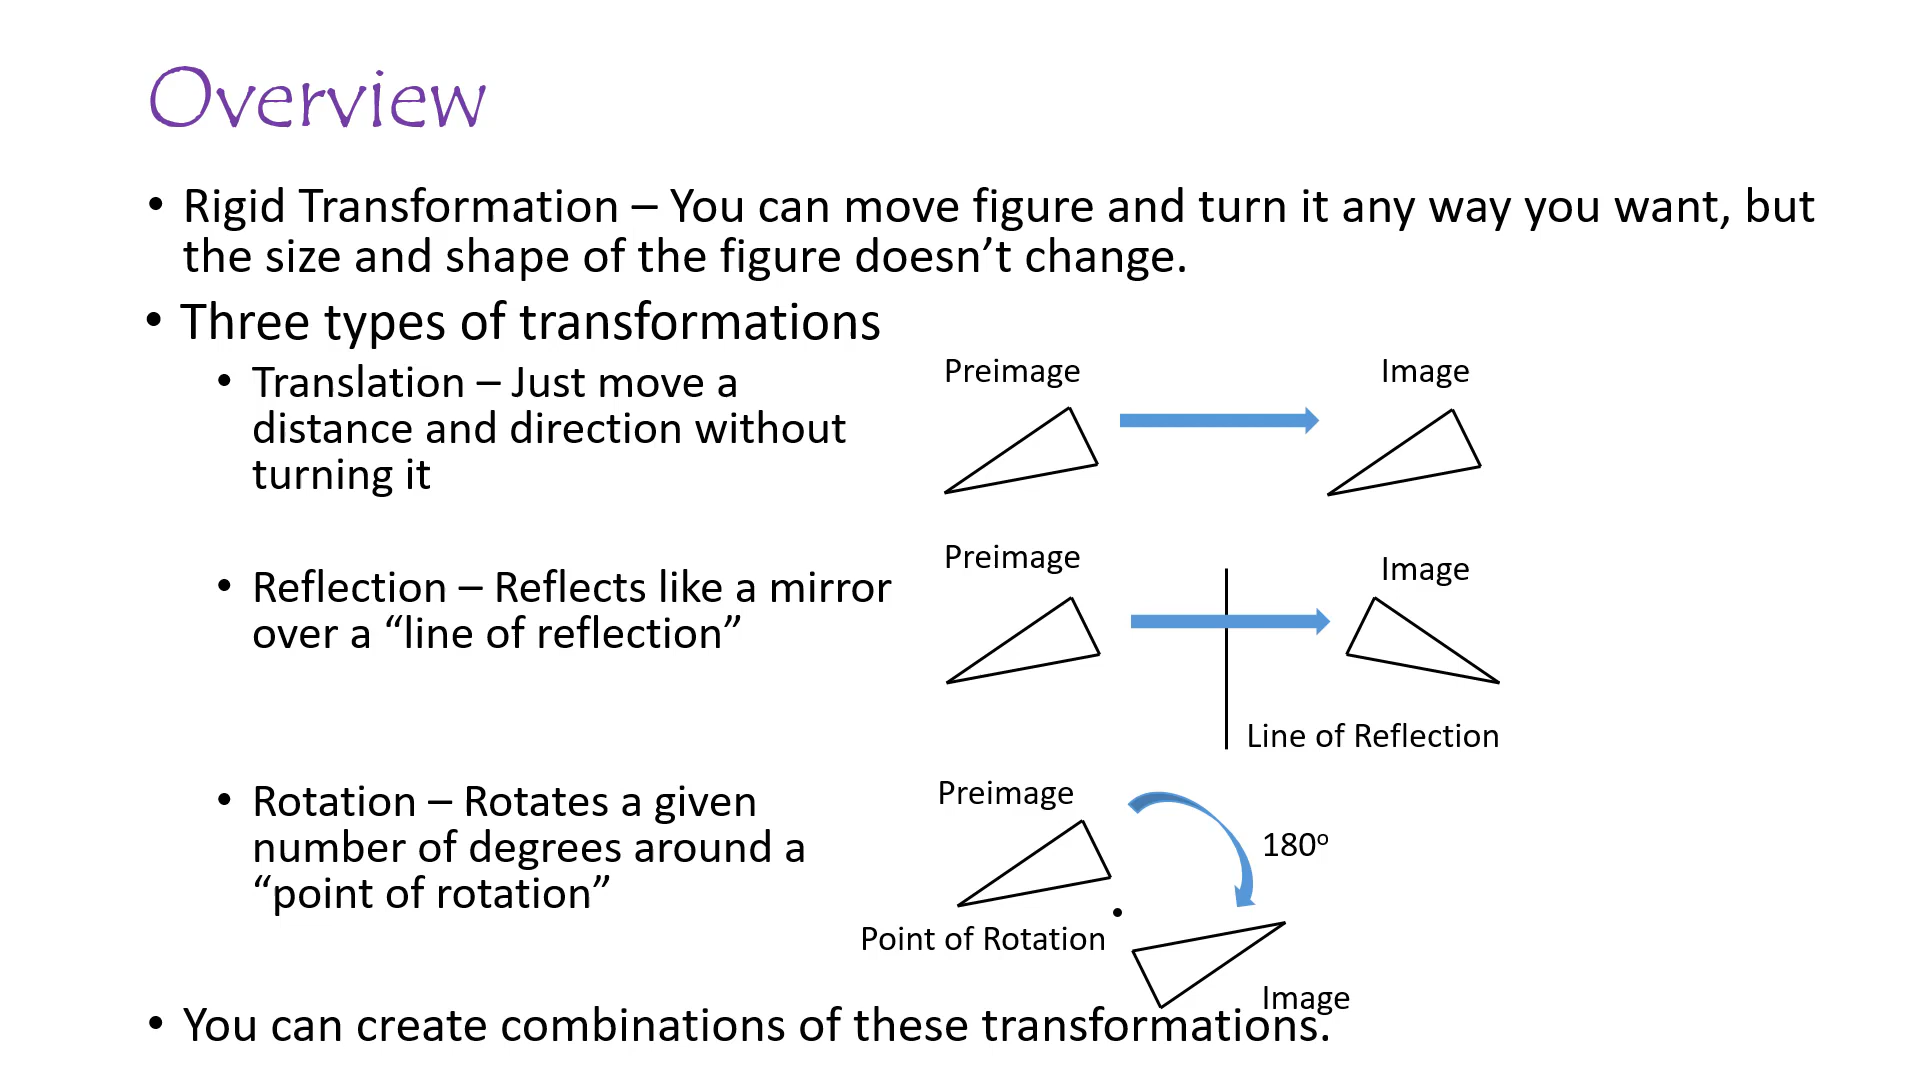 Overview
• Rigid Transformation – You can move figure and turn it any way you want, but
the size and shape of the figure doesn’t change.
• Three types of transformations
• Translation – Just move a
distance and direction without
turning it
Preimage
Image
• Reflection – Reflects like a mirror
over a “line of reflection”
Preimage
Image
Line of Reflection
• Rotation – Rotates a given
number of degrees around a
“point of rotation”
Preimage
180º
Point of Rotation
Image
• You can create combinations of these transformations.